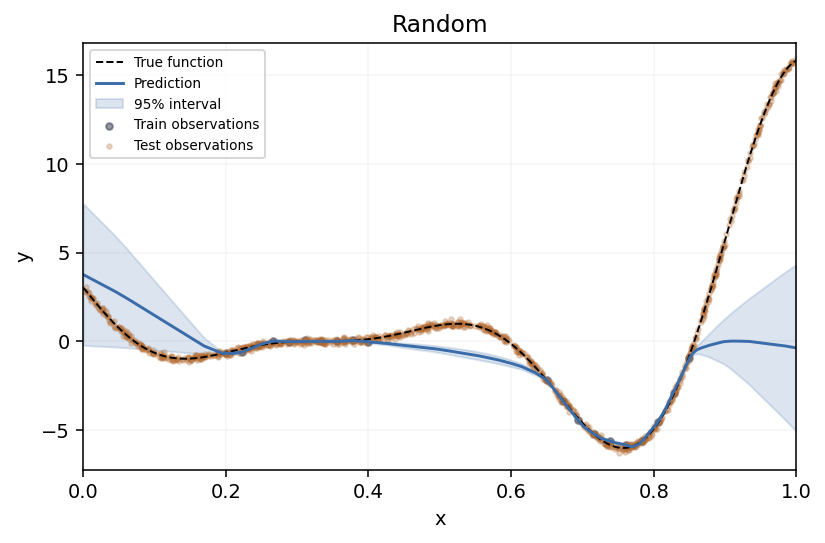 Random
True function
Prediction
95% interval
Train observations
Test observations
y
15
10
5
0
−5
0.0 0.2 0.4 0.6 0.8 1.0
x